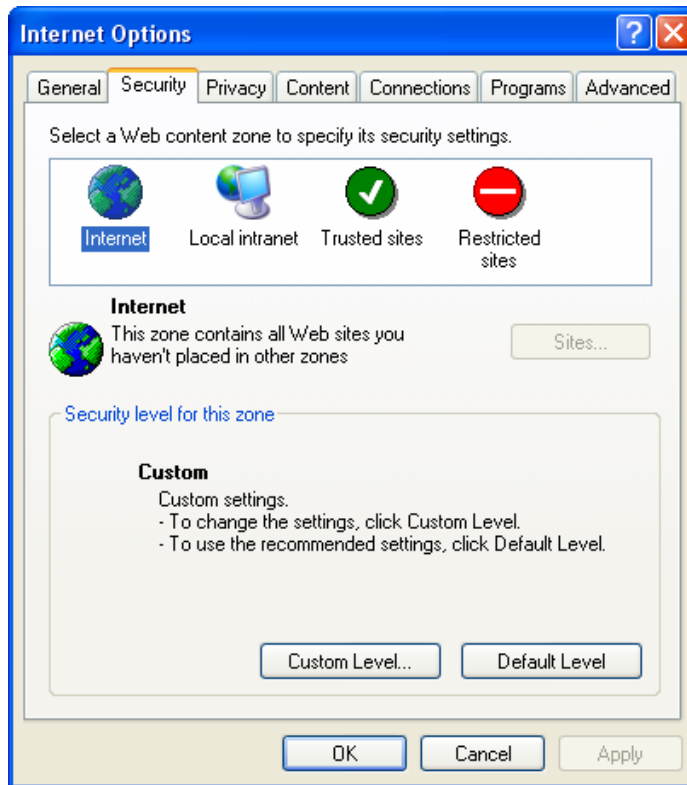 Internet Options
General Security Privacy Content Connections Programs Advanced
Select a Web content zone to specify its security settings.
Internet Local intranet Trusted sites Restricted
sites
Internet
This zone contains all Web sites you
haven't placed in other zones
Sites...
Security level for this zone
Custom
Custom settings.
- To change the settings, click Custom Level.
- To use the recommended settings, click Default Level.
Custom Level... Default Level
OK Cancel Apply